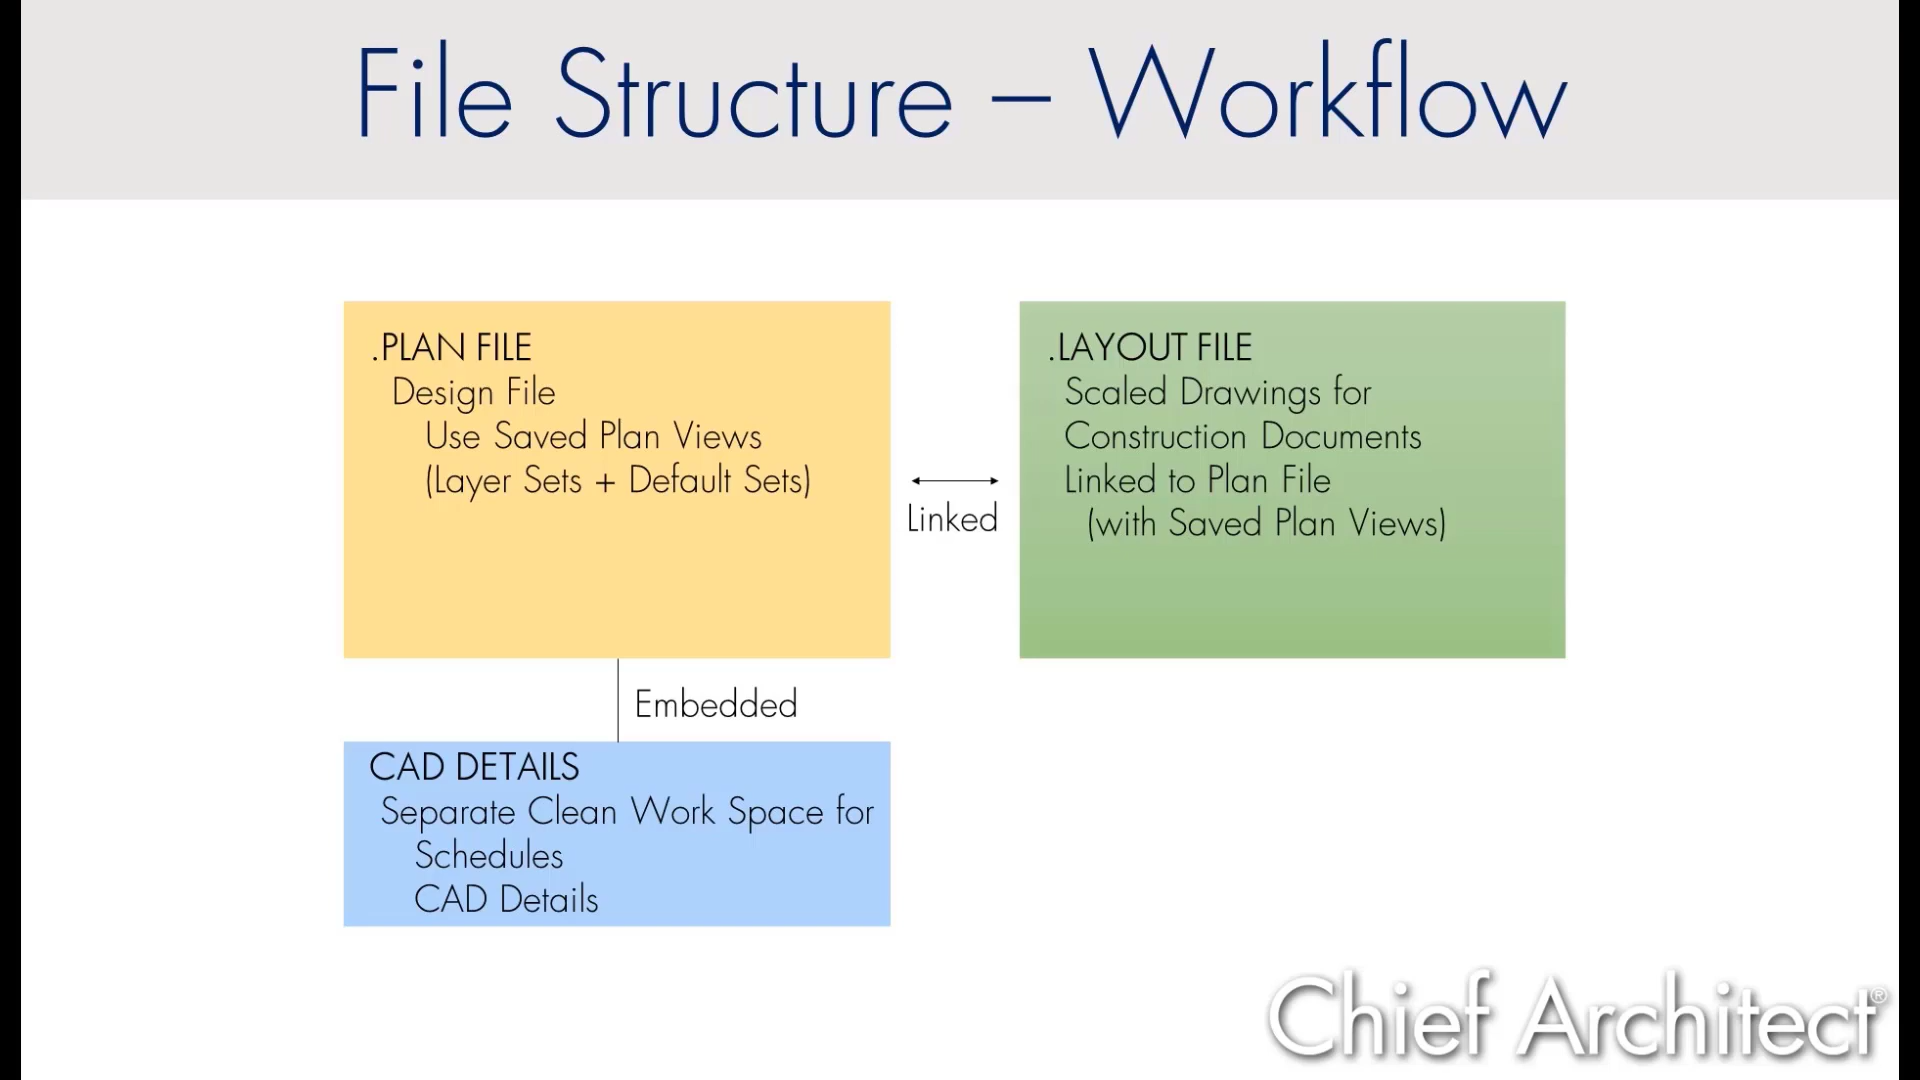 File Structure – Workflow
.PLAN FILE
Design File
Use Saved Plan Views
(Layer Sets + Default Sets)
Linked
.LAYOUT FILE
Scaled Drawings for
Construction Documents
Linked to Plan File
(with Saved Plan Views)
Embedded
CAD DETAILS
Separate Clean Work Space for
Schedules
CAD Details
Chief Architect®